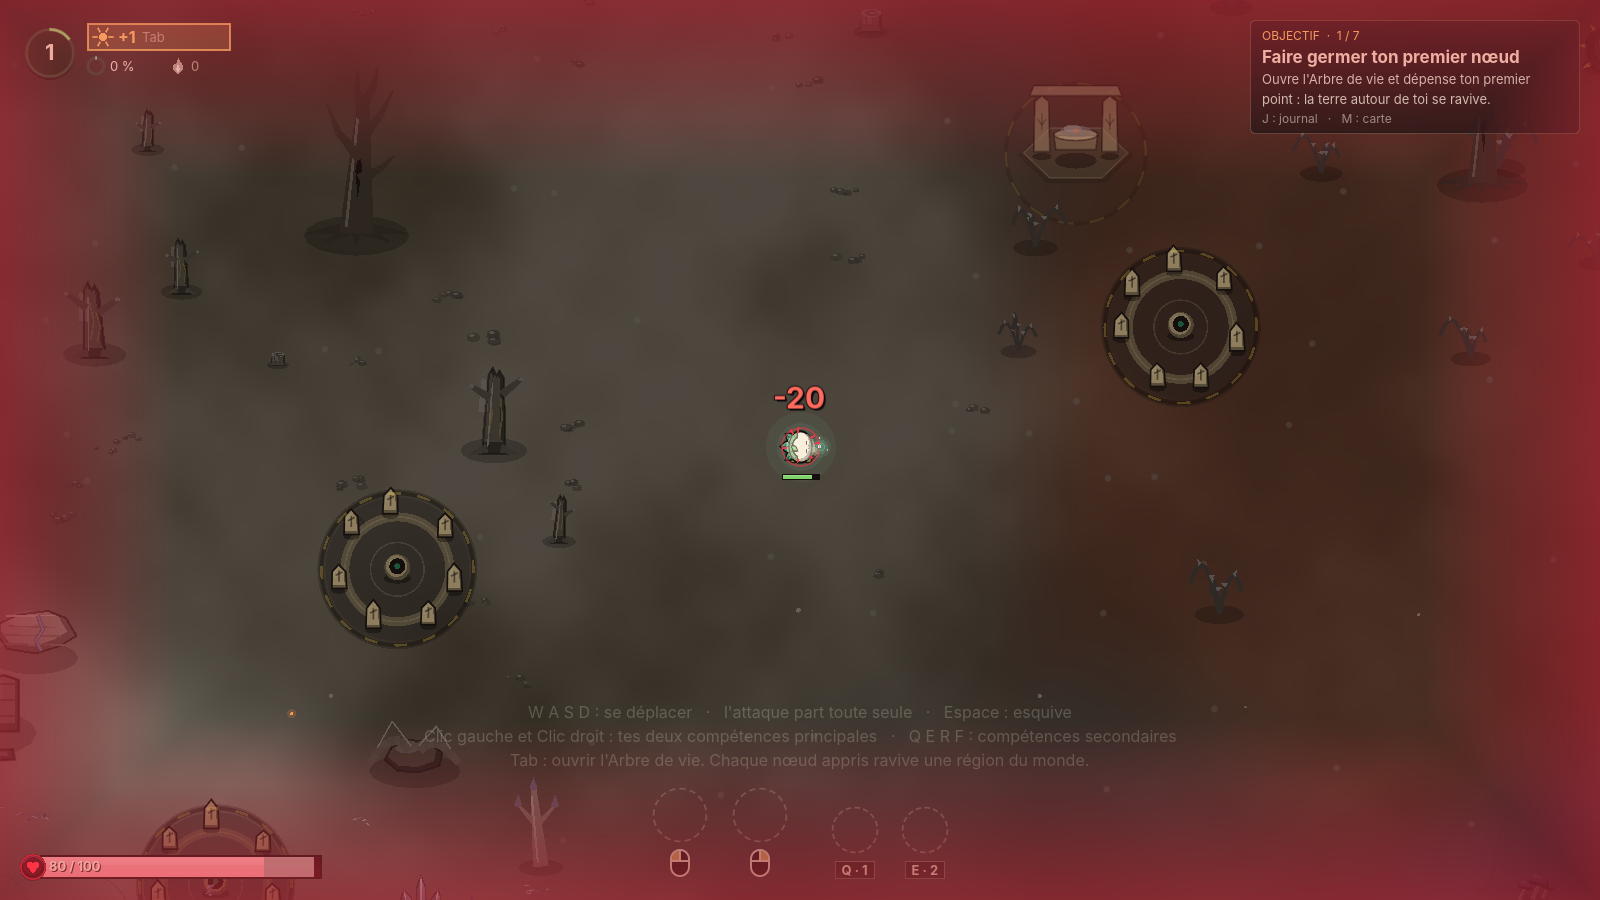 1
+1 Tab
0 %
0
OBJECTIF · 1 / 7
Faire germer ton premier nœud
Ouvre l'Arbre de vie et dépense ton premier
point : la terre autour de toi se ravive.
J : journal · M : carte
-20
W A S D : se déplacer · l'attaque part toute seule · Espace : esquive
Clic gauche et Clic droit : tes deux compétences principales · Q E R F : compétences secondaires
Tab : ouvrir l'Arbre de vie. Chaque nœud appris ravive une région du monde.
80 / 100
Q · 1
E · 2